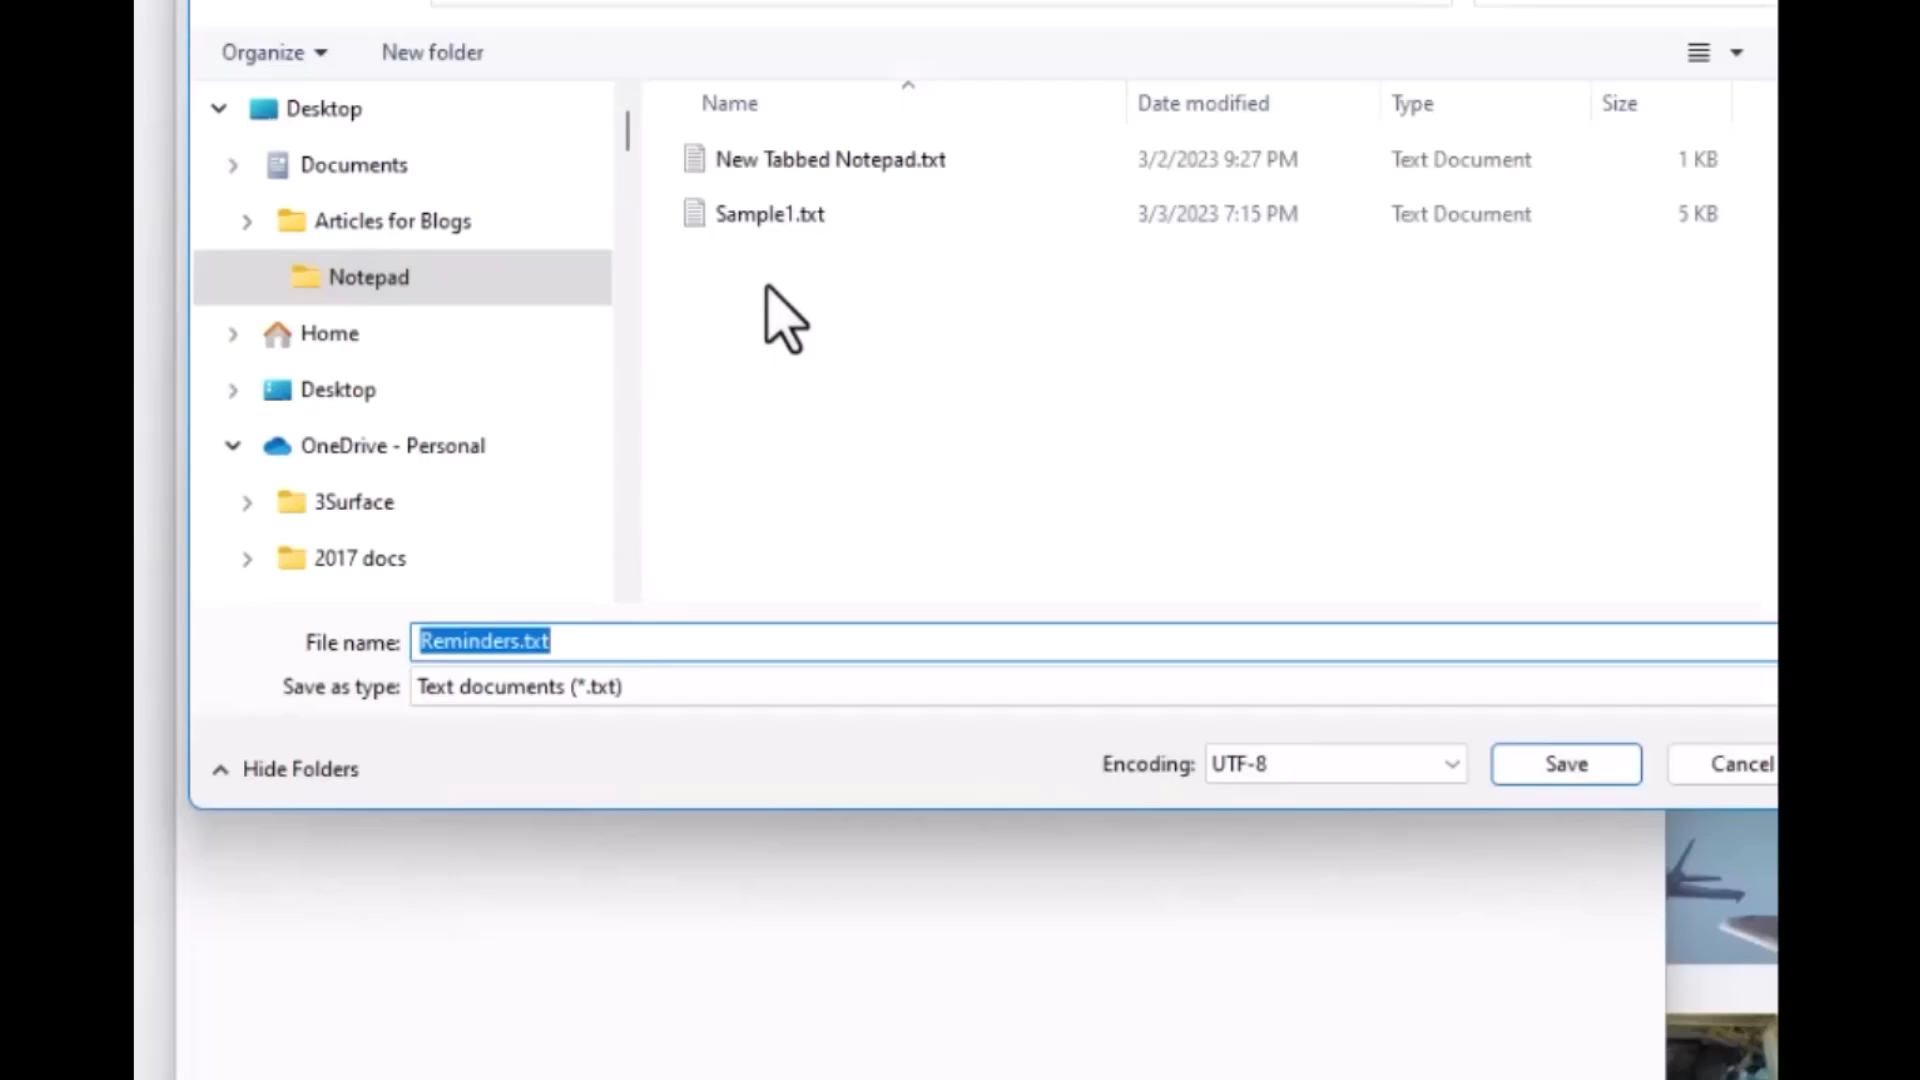 Organize New folder
Name Date modified Type Size
New Tabbed Notepad.txt 3/2/2023 9:27 PM Text Document 1 KB
Sample1.txt 3/3/2023 7:15 PM Text Document 5 KB
Desktop
Documents
Articles for Blogs
Notepad
Home
Desktop
OneDrive - Personal
3Surface
2017 docs
File name: Reminders.txt
Save as type: Text documents (*.txt)
Hide Folders Encoding: UTF-8 Save Cancel